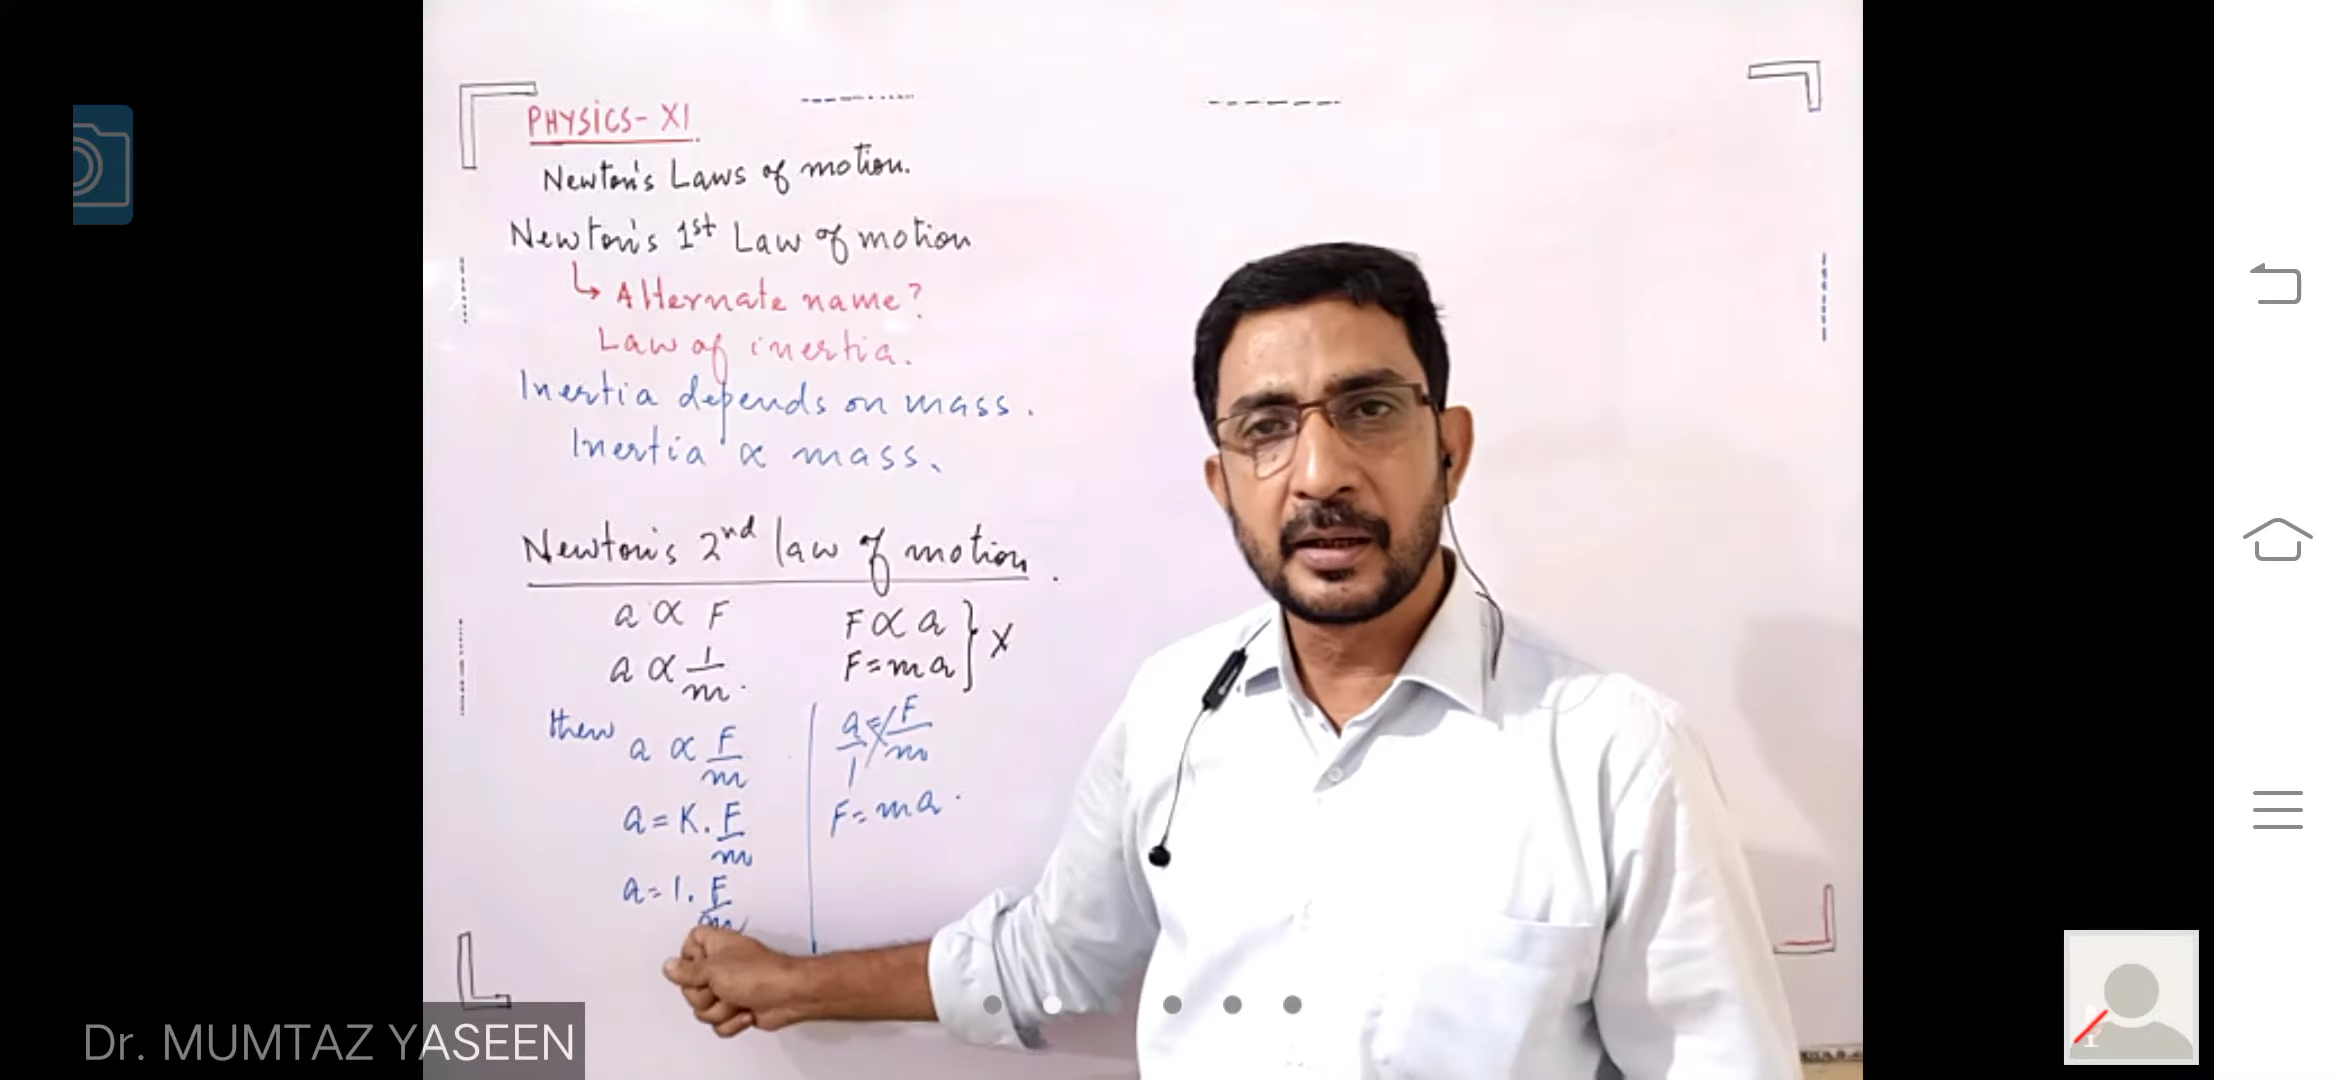 PHYSICS- XI
Newton's Laws of motion.
Newton's 1st Law of motion
↳ Alternate name?
Law of inertia.
Inertia depends on mass.
Inertia ∝ mass.
Newton's 2nd law of motion.
a ∝ F
a ∝ 1/m.
F ∝ a
F = ma } X
then a ∝ F/m
a = K. F/m
a = 1. F/m
a/1 = F/m
F = ma.
Dr. MUMTAZ YASEEN